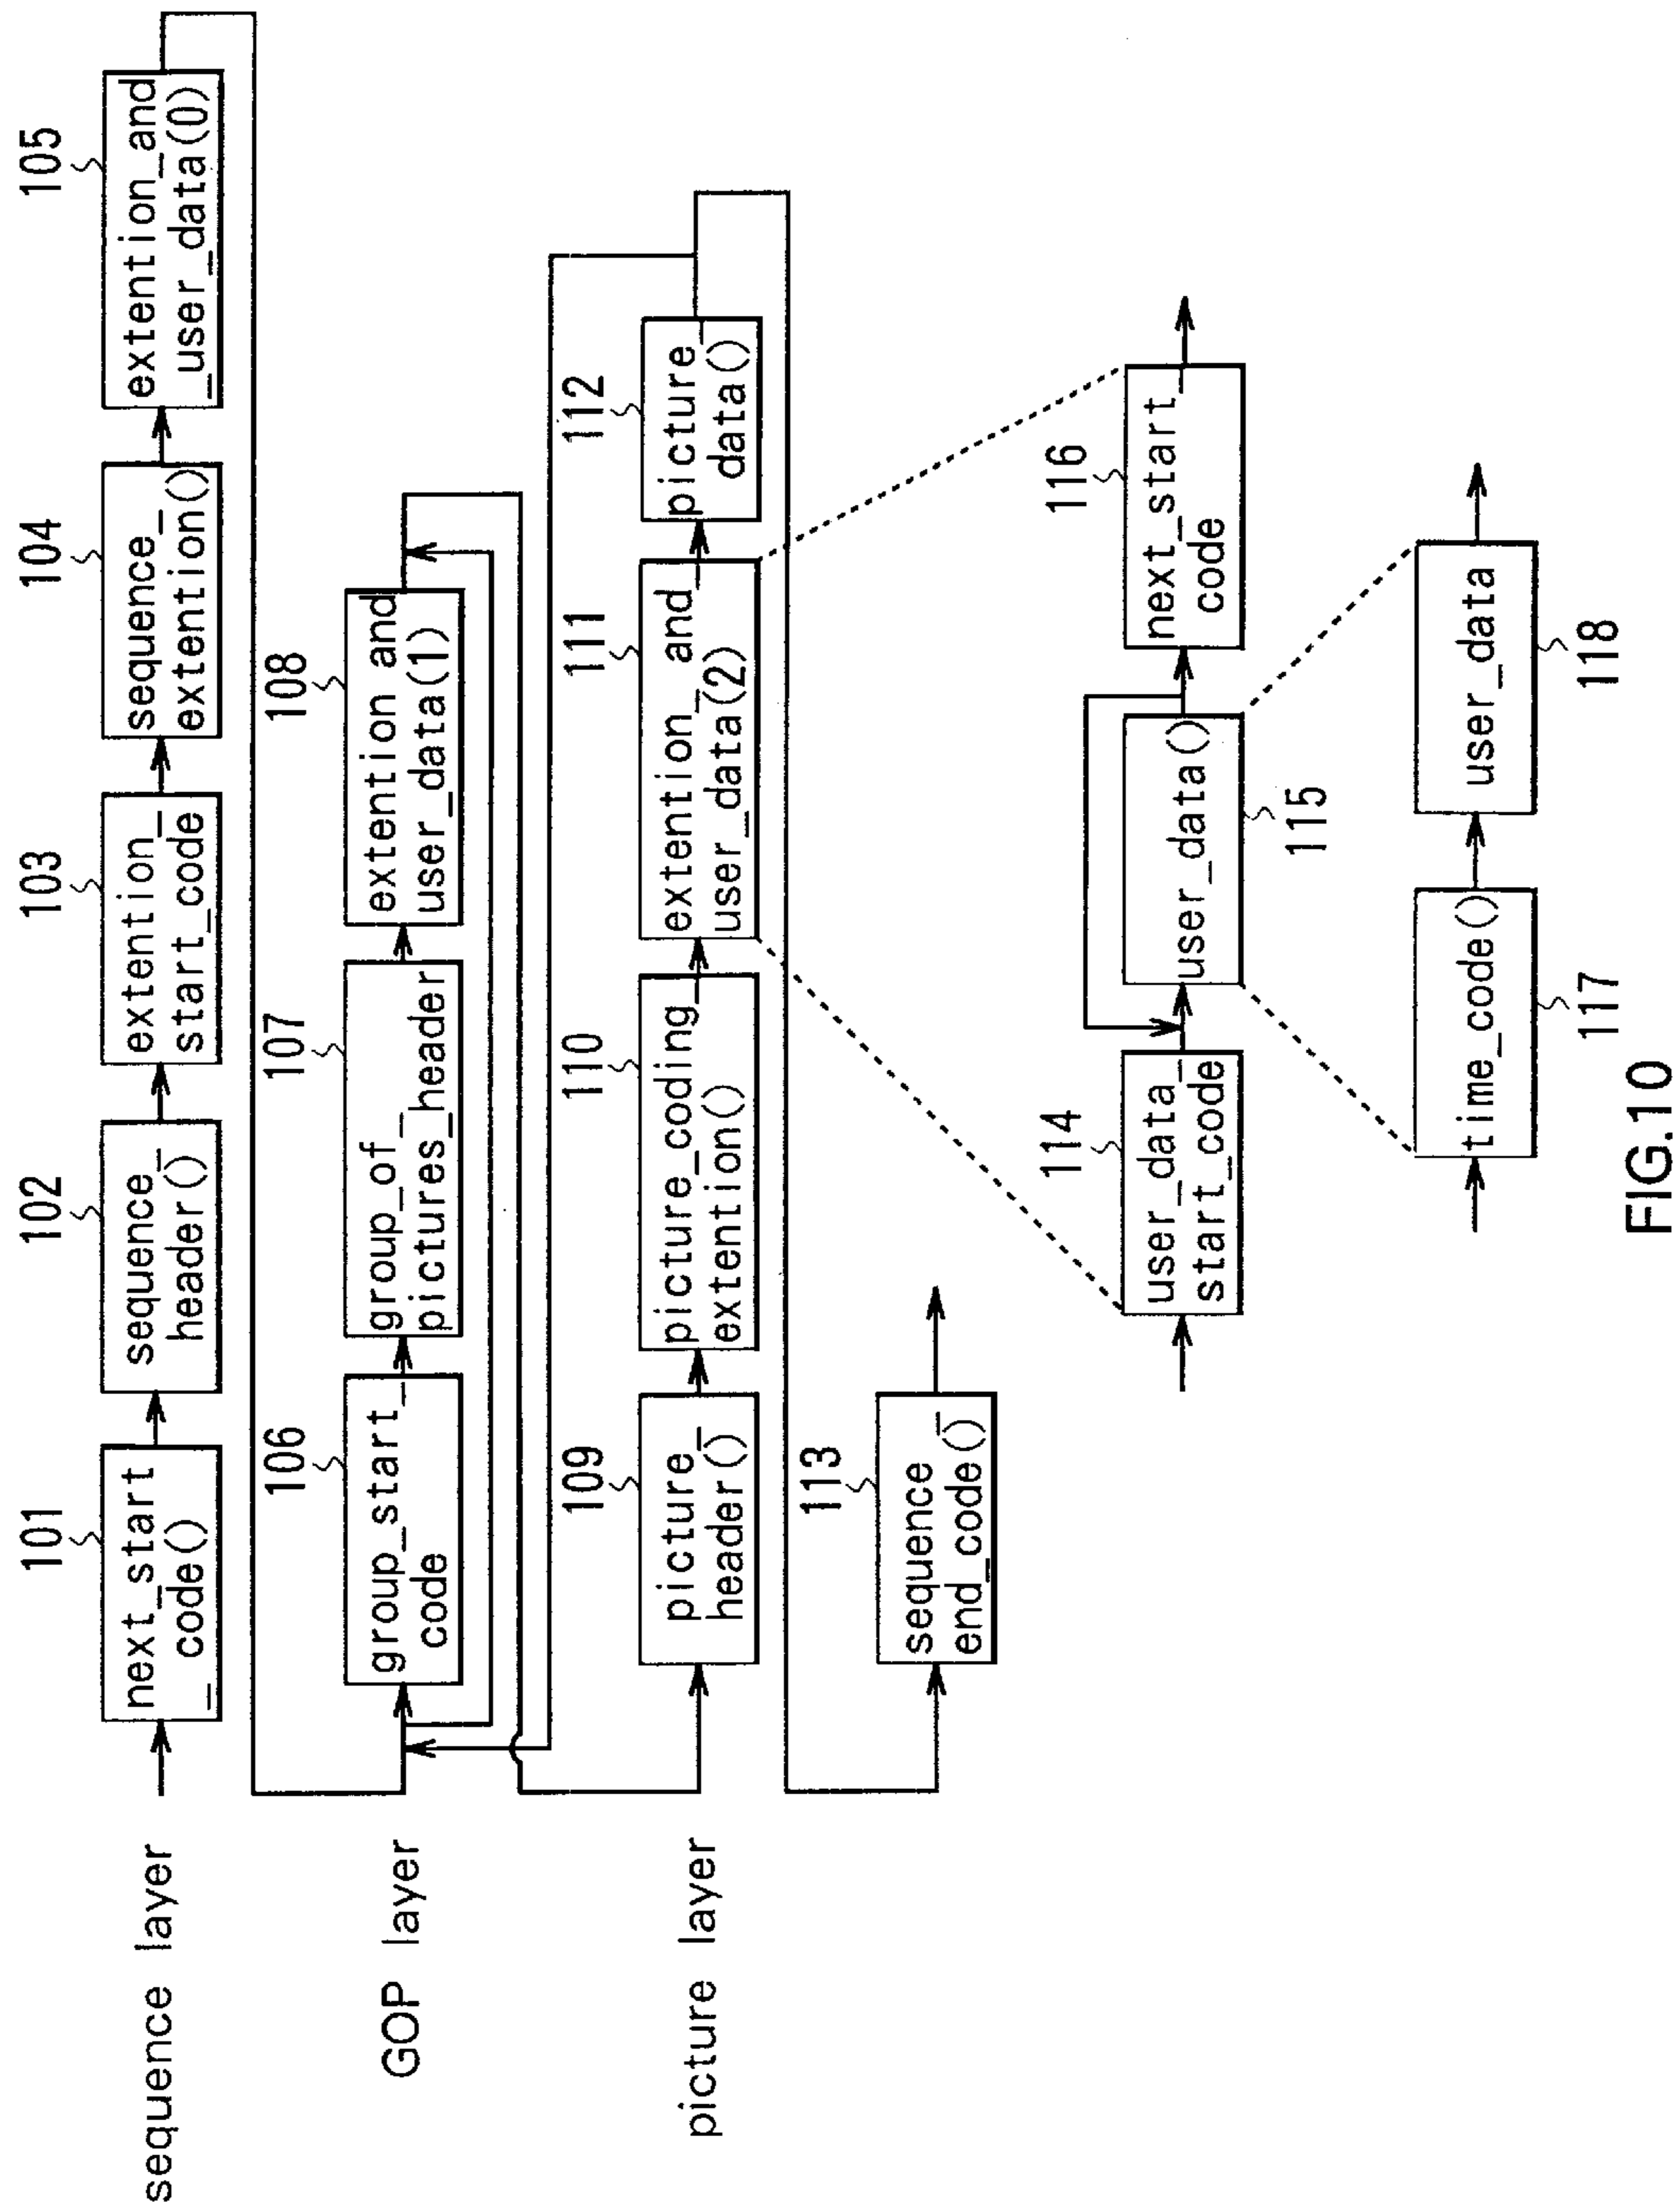 sequence layer
101
next_start
_code()
102
sequence_
header()
103
extention_
start_code
104
sequence_
extention()
105
extention_and
_user_data(0)
GOP layer
106
group_start_
code
107
group_of_
pictures_header
108
extention and
user_data(1)
picture layer
109
picture_
header()
110
picture_coding_
extention()
111
extention_and
user_data(2)
112
picture_
data()
113
sequence_
end_code()
114
user_data_
start_code
115
user_data()
116
next_start_
code
117
time_code()
118
user_data
FIG.10